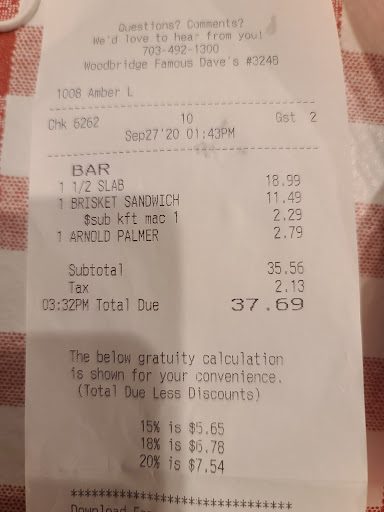 Questions? Comments?
We'd love to hear from you!
703-492-1300
Woodbridge Famous Dave's #3248
1008 Amber L
Chk 5262 10 Gst 2
Sep27'20 01:43PM
BAR
1 1/2 SLAB 18.99
1 BRISKET SANDWICH 11.49
$sub kft mac 1 2.29
1 ARNOLD PALMER 2.79
Subtotal 35.56
Tax 2.13
03:32PM Total Due 37.69
The below gratuity calculation
is shown for your convenience.
(Total Due Less Discounts)
15% is $5.65
18% is $6.78
20% is $7.54
******************************
Download